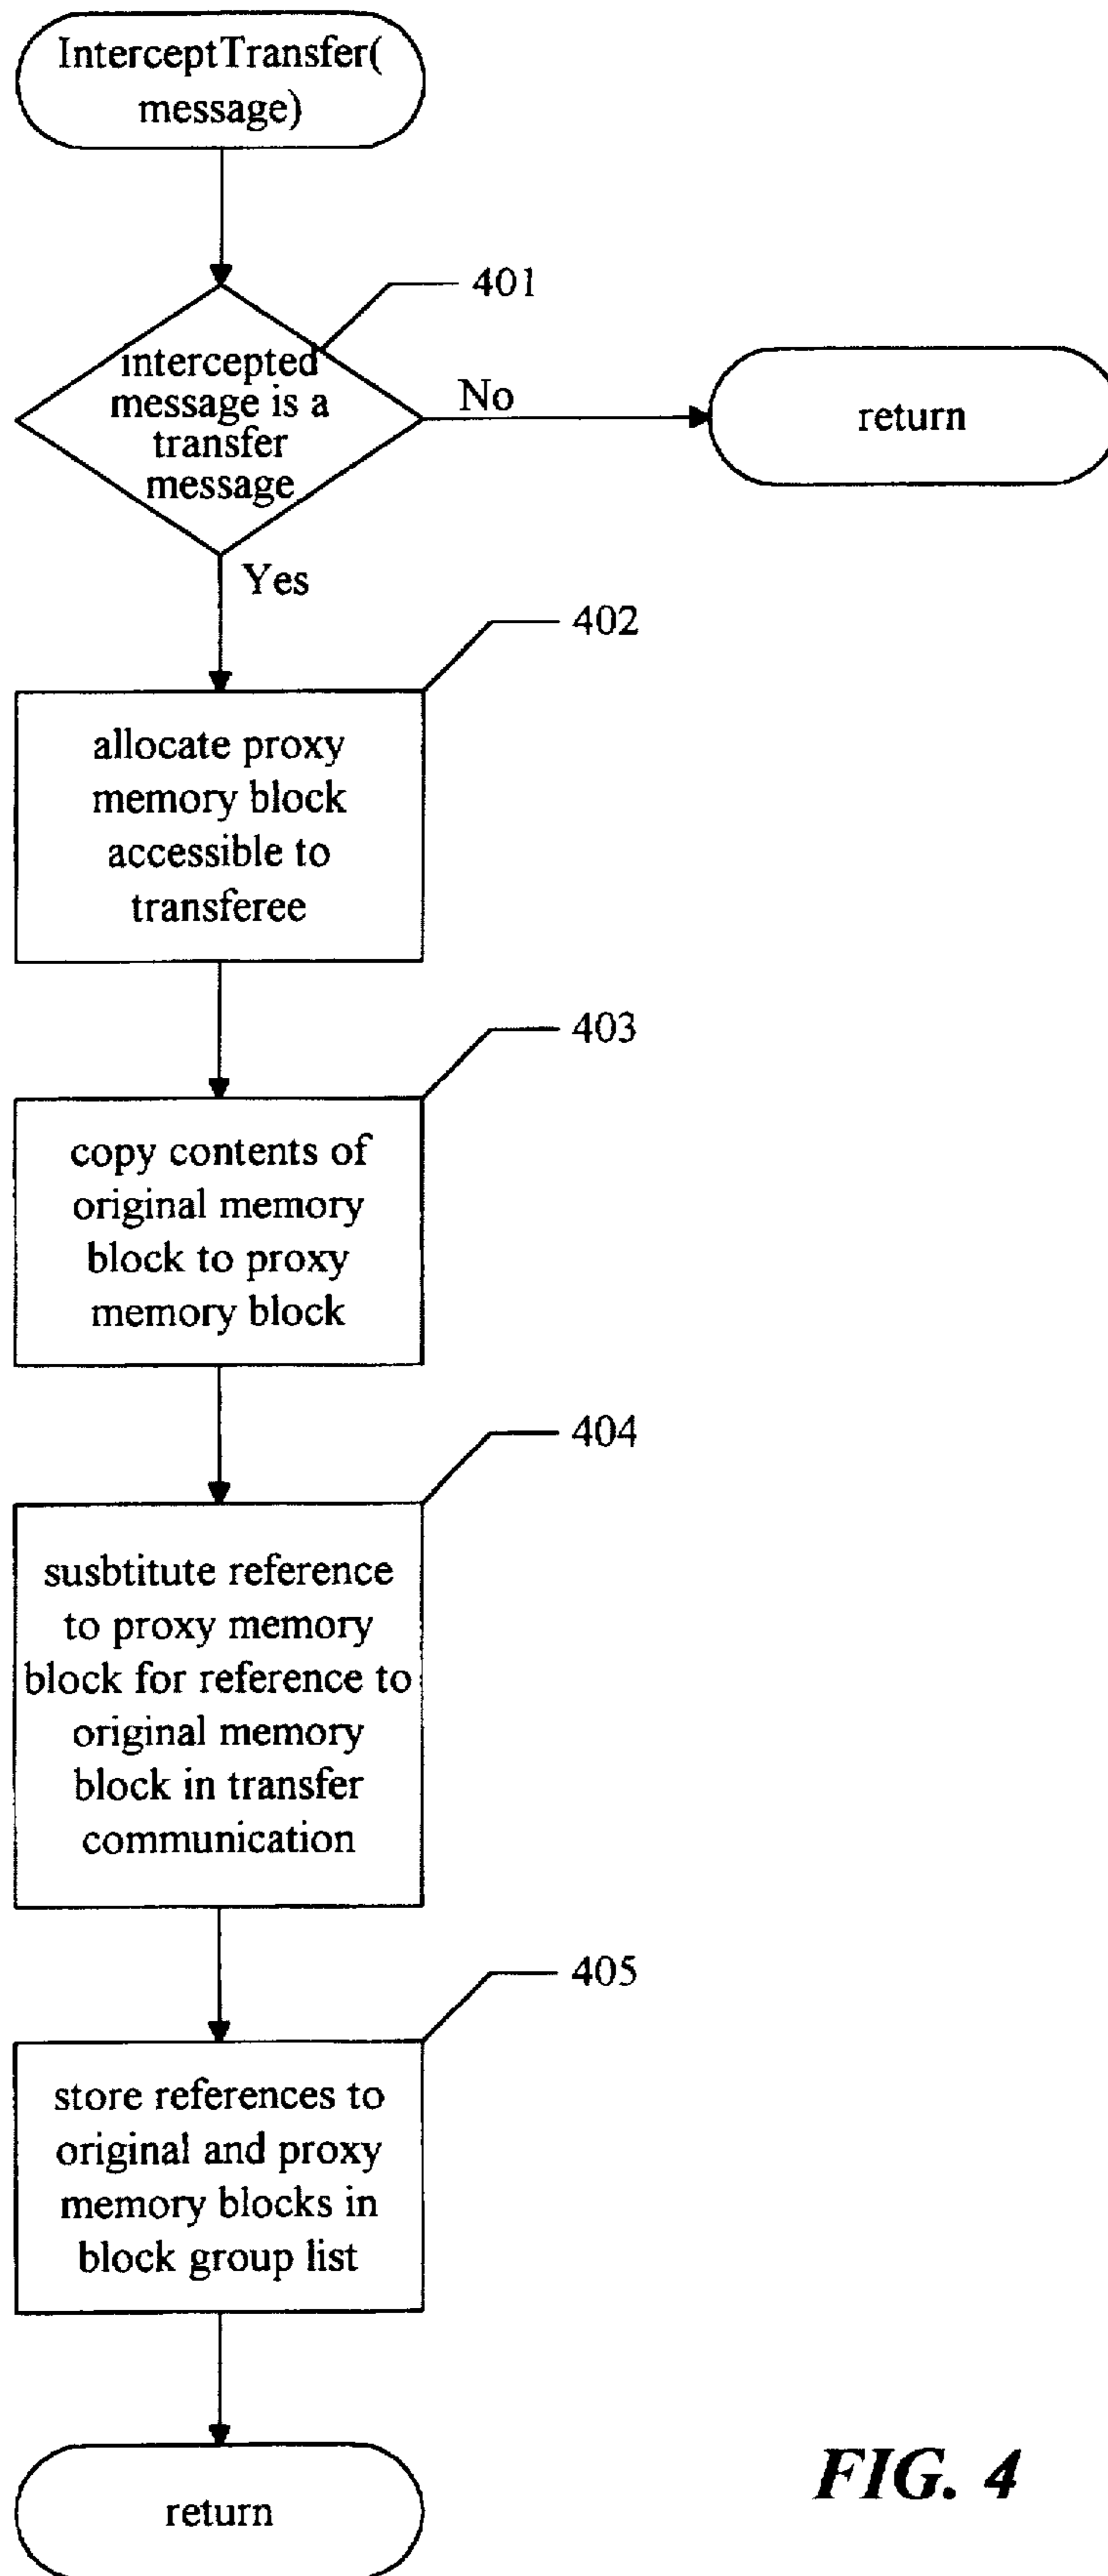 InterceptTransfer(
message)
401
intercepted
message is a
transfer
message
No
return
Yes
402
allocate proxy
memory block
accessible to
transferee
403
copy contents of
original memory
block to proxy
memory block
404
susbtitute reference
to proxy memory
block for reference to
original memory
block in transfer
communication
405
store references to
original and proxy
memory blocks in
block group list
return
FIG. 4